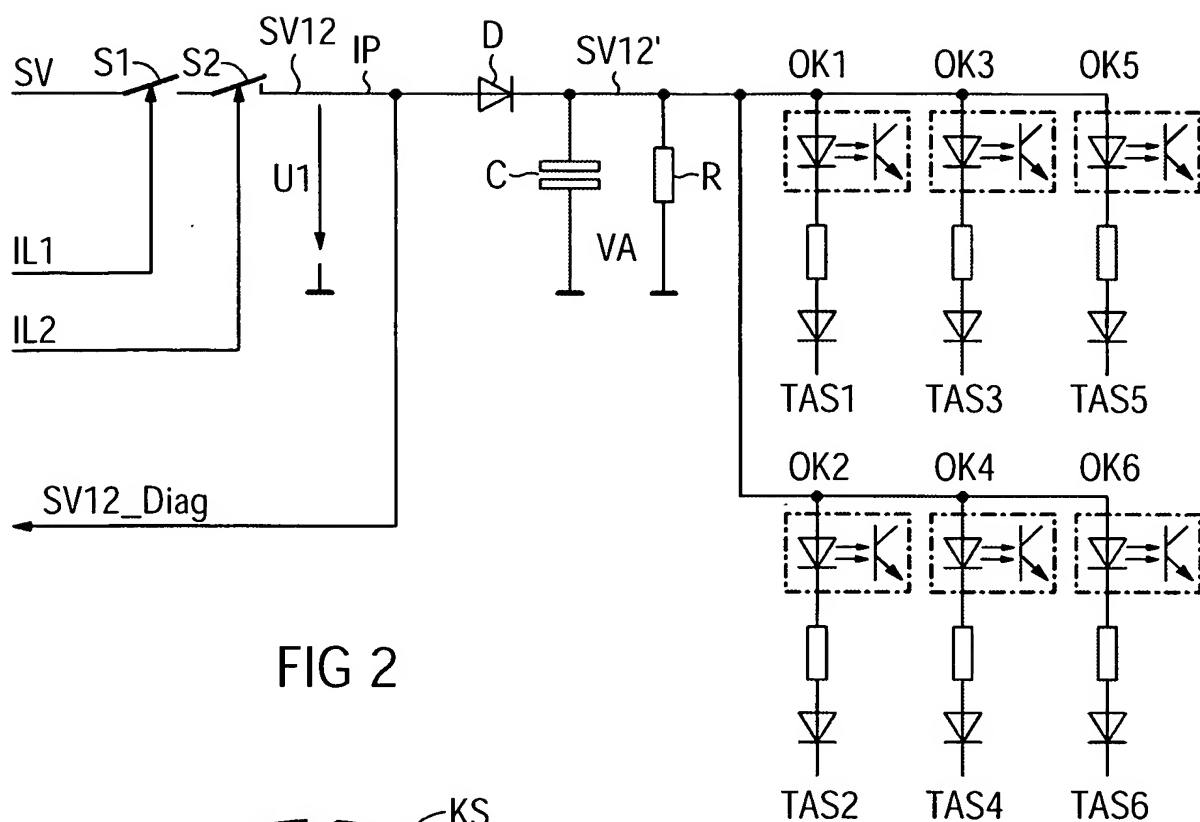 SV S1 S2 SV12 IP D SV12' OK1 OK3 OK5
U1 C R
VA
IL1
IL2
TAS1 TAS3 TAS5
SV12_Diag
OK2 OK4 OK6
FIG 2
TAS2 TAS4 TAS6
KS